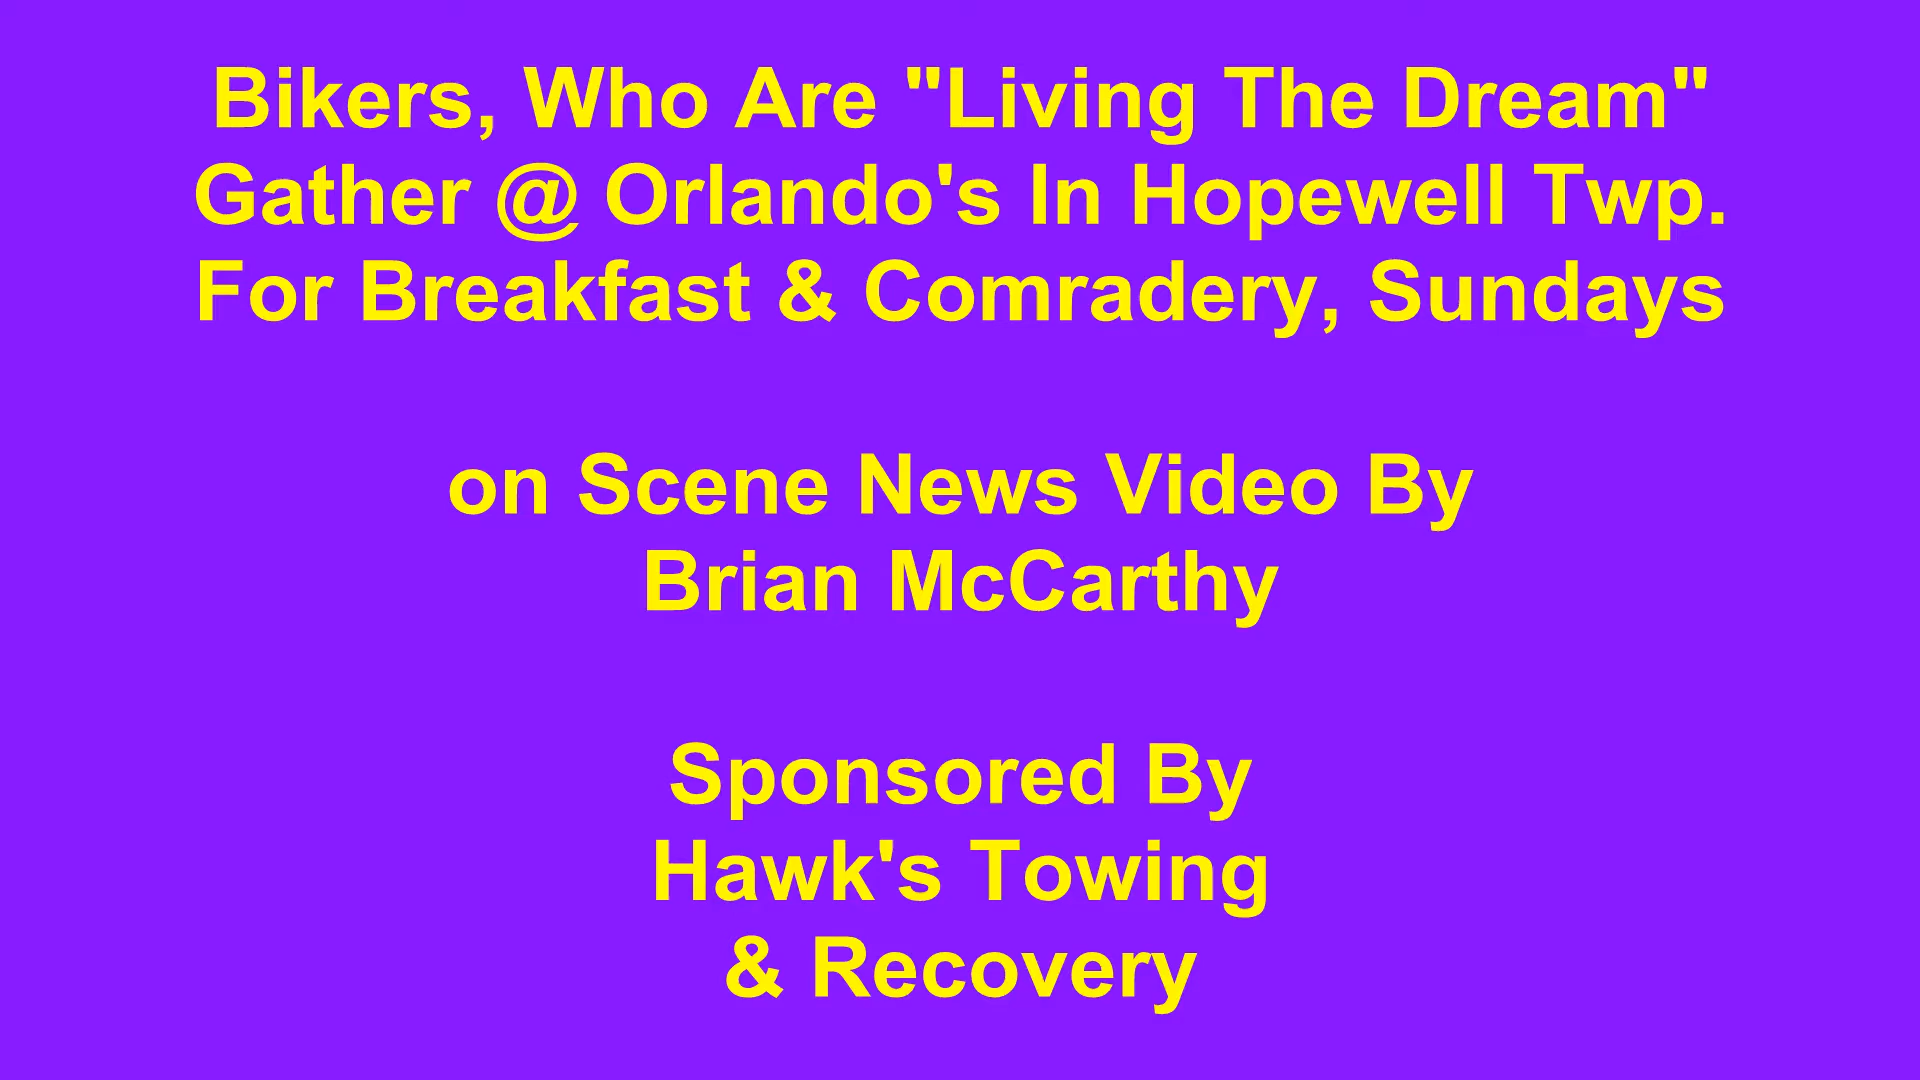 Bikers, Who Are "Living The Dream"
Gather @ Orlando's In Hopewell Twp.
For Breakfast & Comradery, Sundays
on Scene News Video By
Brian McCarthy
Sponsored By
Hawk's Towing
& Recovery